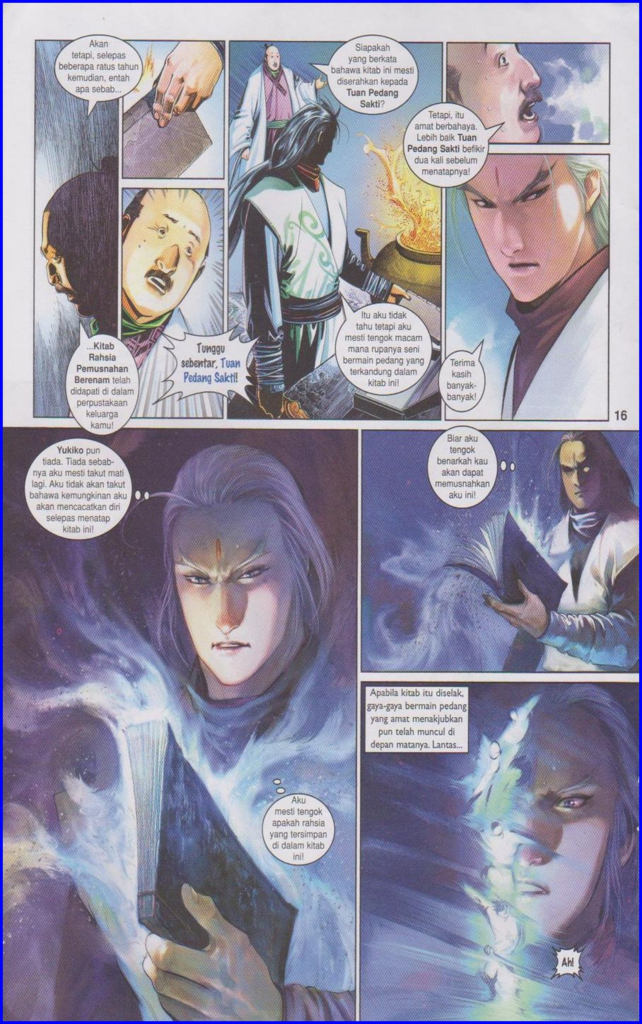 Akan
tetapi, selepas
beberapa ratus tahun
kemudian, entah
apa sebab...
...Kitab
Rahsia
Pemusnahan
Berenam telah
didapati di dalam
perpustakaan
keluarga
kamu!
Tunggu
sebentar, Tuan
Pedang Sakti!
Siapakah
yang berkata
bahawa kitab ini mesti
diserahkan kepada
Tuan Pedang
Sakti?
Itu aku tidak
tahu tetapi aku
mesti tengok macam
mana rupanya seni
bermain pedang yang
terkandung dalam
kitab ini!
Tetapi, itu
amat berbahaya.
Lebih baik Tuan
Pedang Sakti befikir
dua kali sebelum
menatapnya!
Terima
kasih
banyak-
banyak!
16
Yukiko pun
tiada. Tiada sebab-
nya aku mesti takut mati
lagi. Aku tidak akan takut
bahawa kemungkinan aku
akan mencacatkan diri
selepas menatap
kitab ini!
Aku
mesti tengok
apakah rahsia
yang tersimpan
di dalam kitab
ini!
Biar aku
tengok
benarkah kau
akan dapat
memusnahkan
aku ini!
Apabila kitab itu diselak,
gaya-gaya bermain pedang
yang amat menakjubkan
pun telah muncul di
depan matanya. Lantas...
Ah!